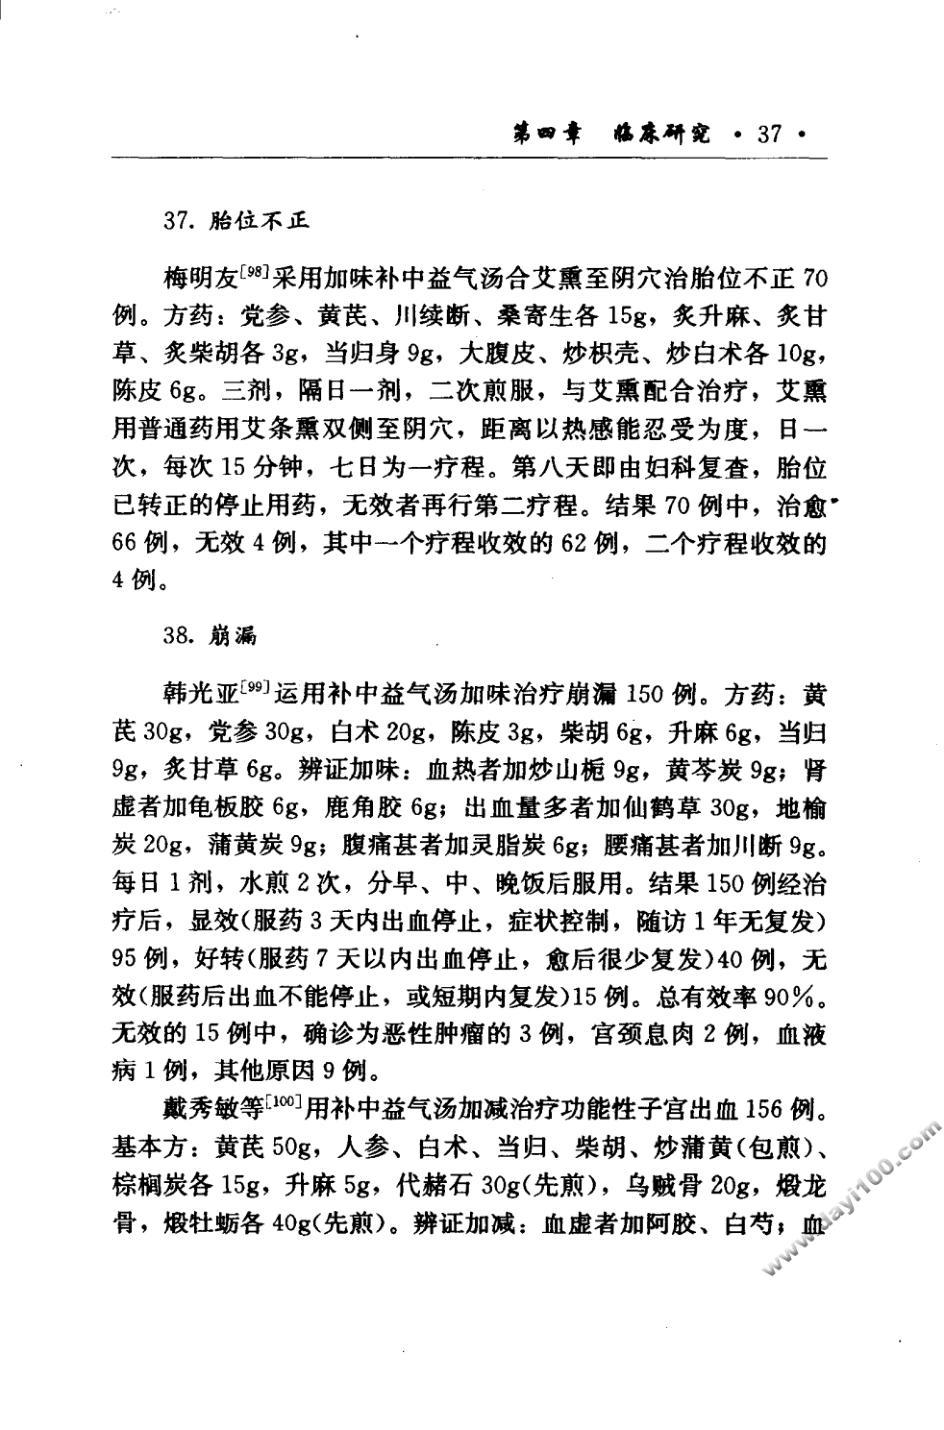 第四章 临床研究 · 37 ·
37. 胎位不正
梅明友[98]采用加味补中益气汤合艾熏至阴穴治胎位不正 70
例。方药：党参、黄芪、川续断、桑寄生各 15g，炙升麻、炙甘
草、炙柴胡各 3g，当归身 9g，大腹皮、炒枳壳、炒白术各 10g，
陈皮 6g。三剂，隔日一剂，二次煎服，与艾熏配合治疗，艾熏
用普通药用艾条熏双侧至阴穴，距离以热感能忍受为度，日一
次，每次 15 分钟，七日为一疗程。第八天即由妇科复查，胎位
已转正的停止用药，无效者再行第二疗程。结果 70 例中，治愈
66 例，无效 4 例，其中一个疗程收效的 62 例，二个疗程收效的
4 例。
38. 崩漏
韩光亚[99]运用补中益气汤加味治疗崩漏 150 例。方药：黄
芪 30g，党参 30g，白术 20g，陈皮 3g，柴胡 6g，升麻 6g，当归
9g，炙甘草 6g。辨证加味：血热者加炒山栀 9g，黄芩炭 9g；肾
虚者加龟板胶 6g，鹿角胶 6g；出血量多者加仙鹤草 30g，地榆
炭 20g，蒲黄炭 9g；腹痛甚者加灵脂炭 6g；腰痛甚者加川断 9g。
每日 1 剂，水煎 2 次，分早、中、晚饭后服用。结果 150 例经治
疗后，显效(服药 3 天内出血停止，症状控制，随访 1 年无复发)
95 例，好转(服药 7 天以内出血停止，愈后很少复发)40 例，无
效(服药后出血不能停止，或短期内复发)15 例。总有效率 90%。
无效的 15 例中，确诊为恶性肿瘤的 3 例，宫颈息肉 2 例，血液
病 1 例，其他原因 9 例。
戴秀敏等[100]用补中益气汤加减治疗功能性子宫出血 156 例。
基本方：黄芪 50g，人参、白术、当归、柴胡、炒蒲黄(包煎)、
棕榈炭各 15g，升麻 5g，代赭石 30g(先煎)，乌贼骨 20g，煅龙
骨，煅牡蛎各 40g(先煎)。辨证加减：血虚者加阿胶、白芍；血
www.dayi100.com